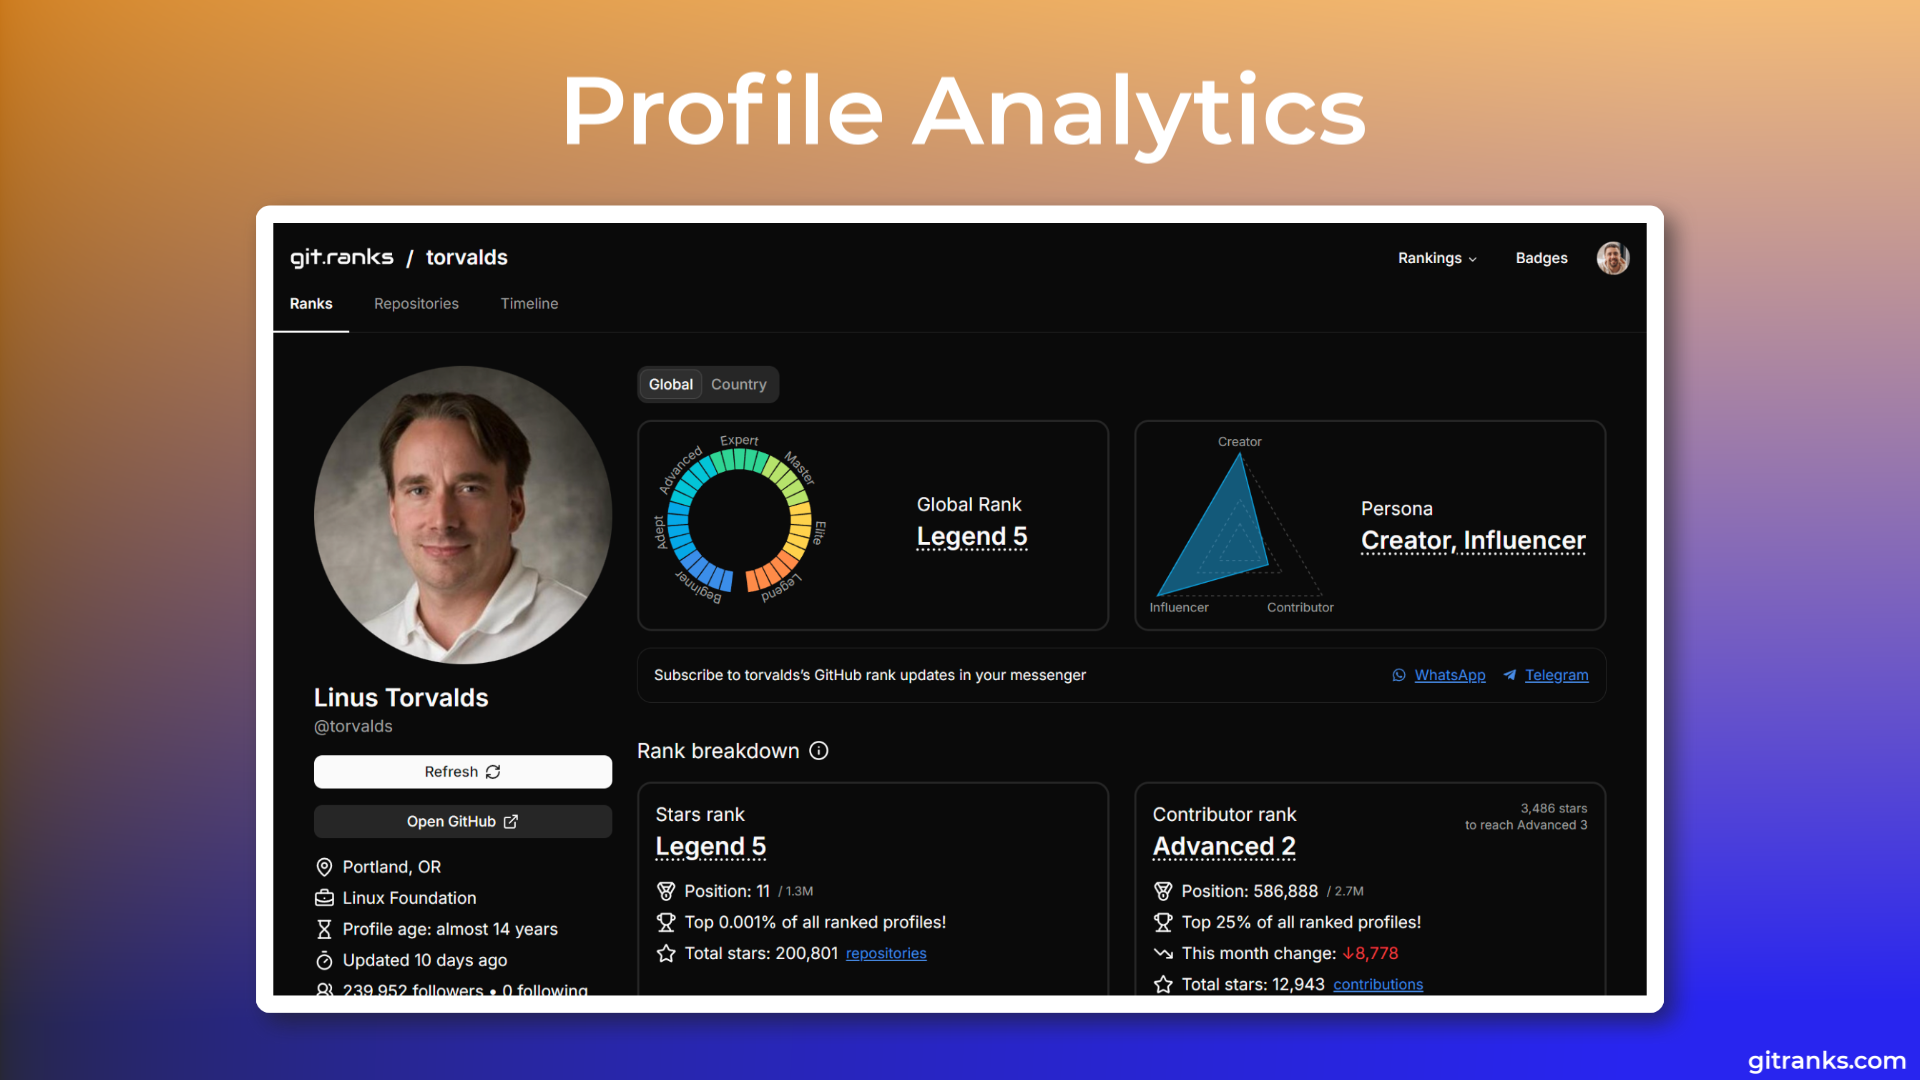 Profile Analytics
git.ranks / torvalds
Rankings
Badges
Ranks
Repositories
Timeline
Global
Country
Beginner
Adept
Advanced
Expert
Master
Elite
Legend
Global Rank
Legend 5
Creator
Influencer
Contributor
Persona
Creator, Influencer
Subscribe to torvalds's GitHub rank updates in your messenger
WhatsApp
Telegram
Linus Torvalds
@torvalds
Refresh
Open GitHub
Portland, OR
Linux Foundation
Profile age: almost 14 years
Updated 10 days ago
239,952 followers • 0 following
Rank breakdown
Stars rank
Legend 5
Position: 11 / 1.3M
Top 0.001% of all ranked profiles!
Total stars: 200,801 repositories
Contributor rank
Advanced 2
3,486 stars
to reach Advanced 3
Position: 586,888 / 2.7M
Top 25% of all ranked profiles!
This month change: ↓8,778
Total stars: 12,943 contributions
gitranks.com